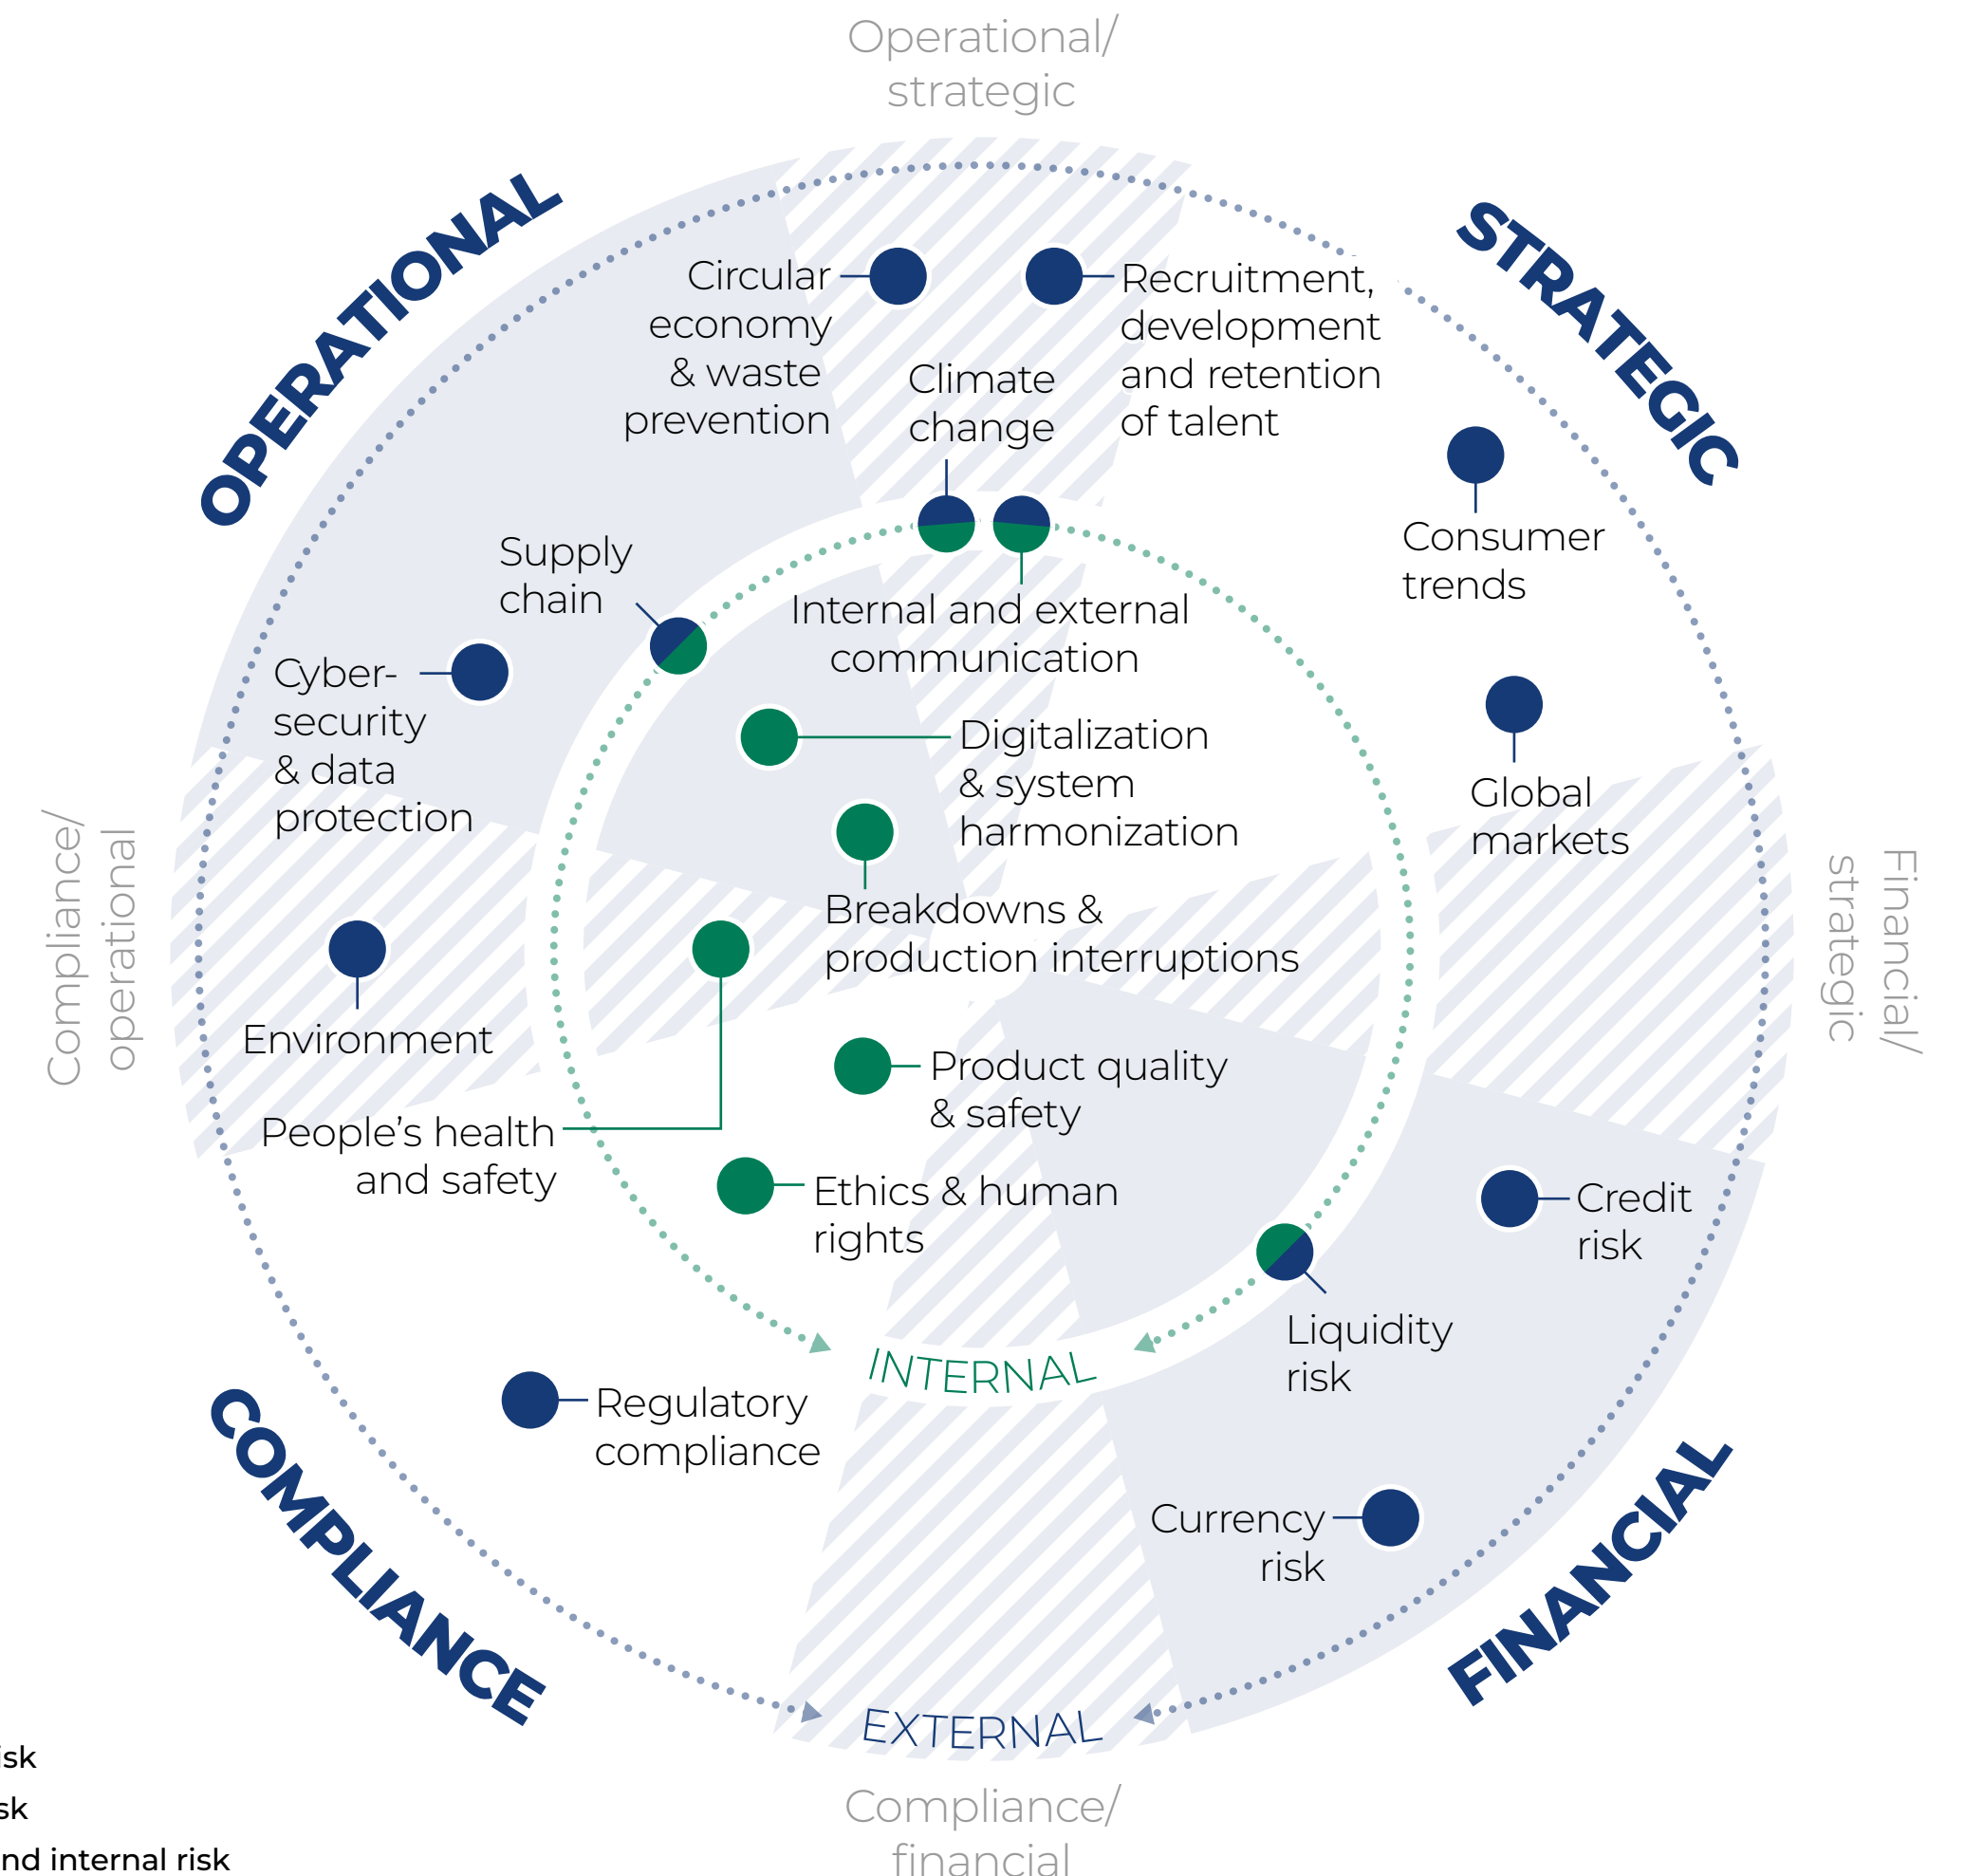 Operational/
strategic
OPERATIONAL
STRATEGIC
Circular
economy
& waste
prevention
Recruitment,
development
and retention
of talent
Climate
change
Consumer
trends
Supply
chain
Internal and external
communication
Cyber-
security
& data
protection
Digitalization
& system
harmonization
Global
markets
Compliance/
operational
Financial/
strategic
Breakdowns &
production interruptions
Environment
Product quality
& safety
People’s health
and safety
Ethics & human
rights
Credit
risk
Liquidity
risk
INTERNAL
Regulatory
compliance
Currency
risk
COMPLIANCE
FINANCIAL
EXTERNAL
Compliance/
financial
internal risk